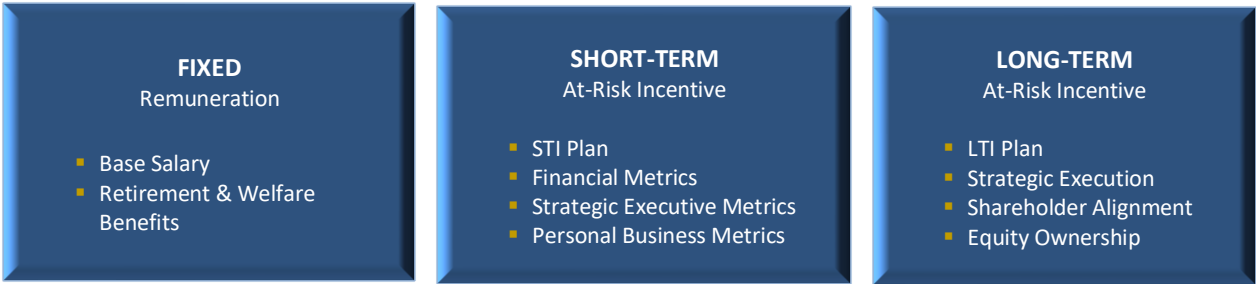 FIXED
Remuneration
Base Salary
Retirement & Welfare
Benefits
SHORT-TERM
At-Risk Incentive
STI Plan
Financial Metrics
Strategic Executive Metrics
Personal Business Metrics
LONG-TERM
At-Risk Incentive
LTI Plan
Strategic Execution
Shareholder Alignment
Equity Ownership